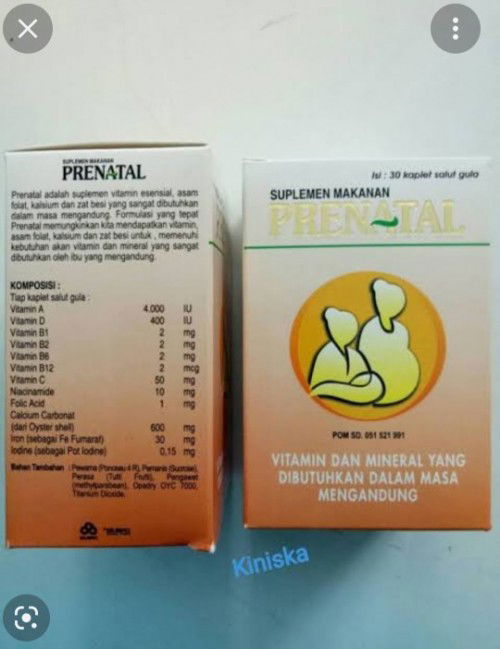 SUPLEMEN MAKANAN
PRENATAL
Prenatal adalah suplemen vitamin esensial, asam
folat, kalsium dan zat besi yang sangat dibutuhkan
dalam masa mengandung. Formulasi yang tepat
Prenatal memungkinkan kita mendapatkan vitamin,
asam folat, kalsium dan zat besi untuk , memenuhi
kebutuhan akan vitamin dan mineral yang sangat
dibutuhkan oleh ibu yang mengandung.
KOMPOSISI :
Tiap kaplet salut gula :
Vitamin A 4.000 IU
Vitamin D 400 IU
Vitamin B1 2 mg
Vitamin B2 2 mg
Vitamin B6 2 mg
Vitamin B12 2 mcg
Vitamin C 50 mg
Niacinamide 10 mg
Folic Acid 1 mg
Calcium Carbonat
(dari Oyster shell) 600 mg
Iron (sebagai Fe Fumarat) 30 mg
Iodine (sebagai Pot Iodine) 0,15 mg
Bahan Tambahan : Pewarna (Ponceau 4 R), Pemanis (Sucrose),
Perasa (Tutti Frutti), Pengawet
(methylparaben), Opadry OYC 7000,
Titanium Dioxide.
Isi : 30 kaplet salut gula
SUPLEMEN MAKANAN
PRENATAL
POM SD. 051 521 991
VITAMIN DAN MINERAL YANG
DIBUTUHKAN DALAM MASA
MENGANDUNG
Kiniska